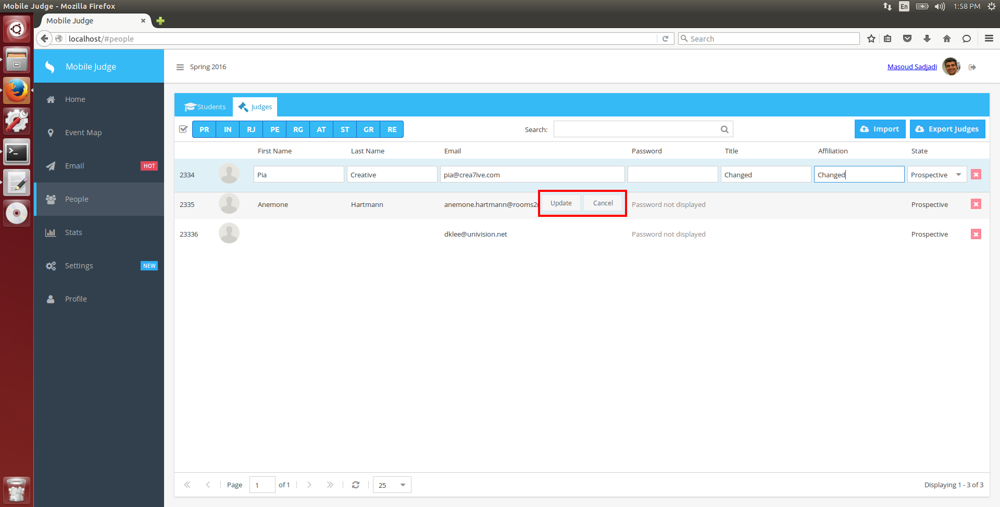 Mobile Judge - Mozilla Firefox
En
1:58 PM
Mobile Judge
localhost/#people
Search
Mobile Judge
Spring 2016
Masoud Sadjadi
Home
Event Map
Email HOT
People
Stats
Settings NEW
Profile
Students
Judges
PR IN RJ PE RG AT ST GR RE
Search:
Import
Export Judges
First Name Last Name Email Password Title Affiliation State
2334 Pia Creative pia@crea7ive.com Changed Changed Prospective
2335 Anemone Hartmann anemone.hartmann@rooms2 Password not displayed Prospective
Update Cancel
23336 dklee@univision.net Password not displayed Prospective
Page 1 of 1 25
Displaying 1 - 3 of 3